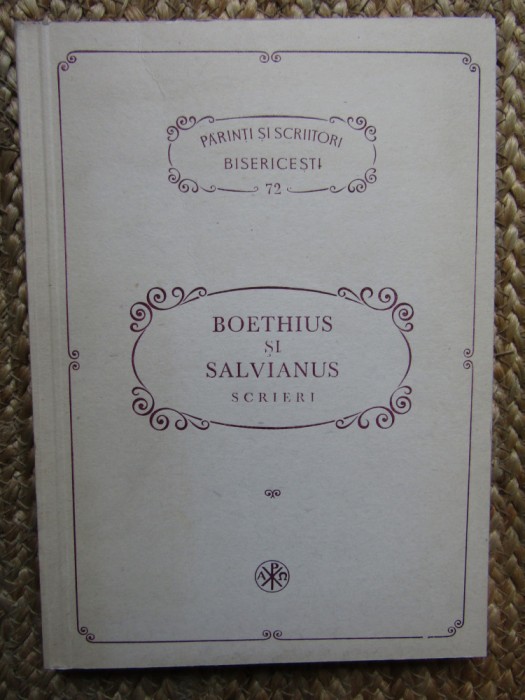 PĂRINȚI ȘI SCRIITORI
BISERICEȘTI
72
BOETHIUS
ȘI
SALVIANUS
SCRIERI
A P Ω